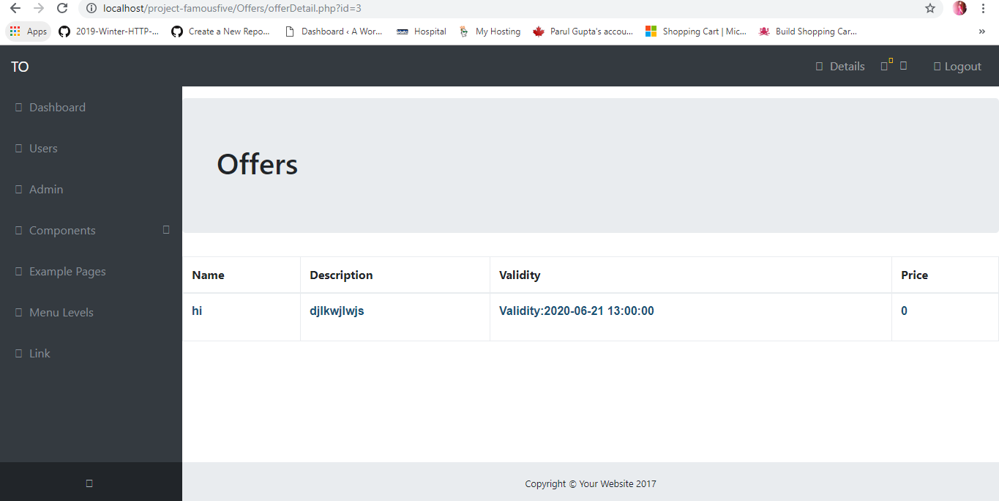 localhost/project-famousfive/Offers/offerDetail.php?id=3
Apps 2019-Winter-HTTP-... Create a New Repo... Dashboard ‹ A Wor... Hospital My Hosting Parul Gupta's accou... Shopping Cart | Mic... Build Shopping Car... »
TO Details Logout
Dashboard
Users
Admin
Components
Example Pages
Menu Levels
Link
Offers
Name Description Validity Price
hi djlkwjlwjs Validity:2020-06-21 13:00:00 0
Copyright © Your Website 2017